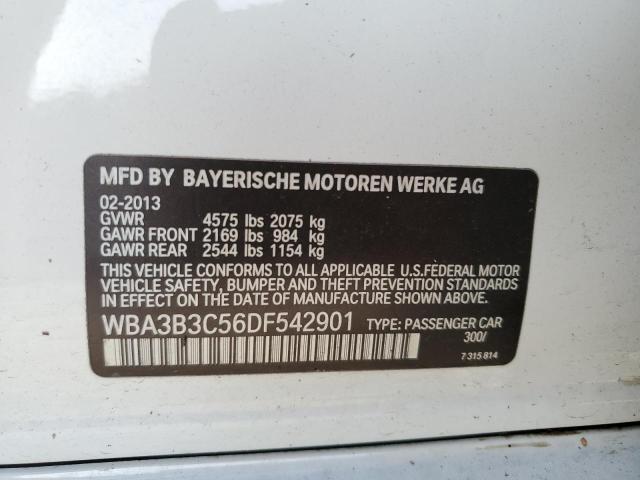 MFD BY BAYERISCHE MOTOREN WERKE AG
02-2013
GVWR 4575 lbs 2075 kg
GAWR FRONT 2169 lbs 984 kg
GAWR REAR 2544 lbs 1154 kg
THIS VEHICLE CONFORMS TO ALL APPLICABLE U.S.FEDERAL MOTOR
VEHICLE SAFETY, BUMPER AND THEFT PREVENTION STANDARDS
IN EFFECT ON THE DATE OF MANUFACTURE SHOWN ABOVE.
WBA3B3C56DF542901 TYPE: PASSENGER CAR
300/
7 315 814